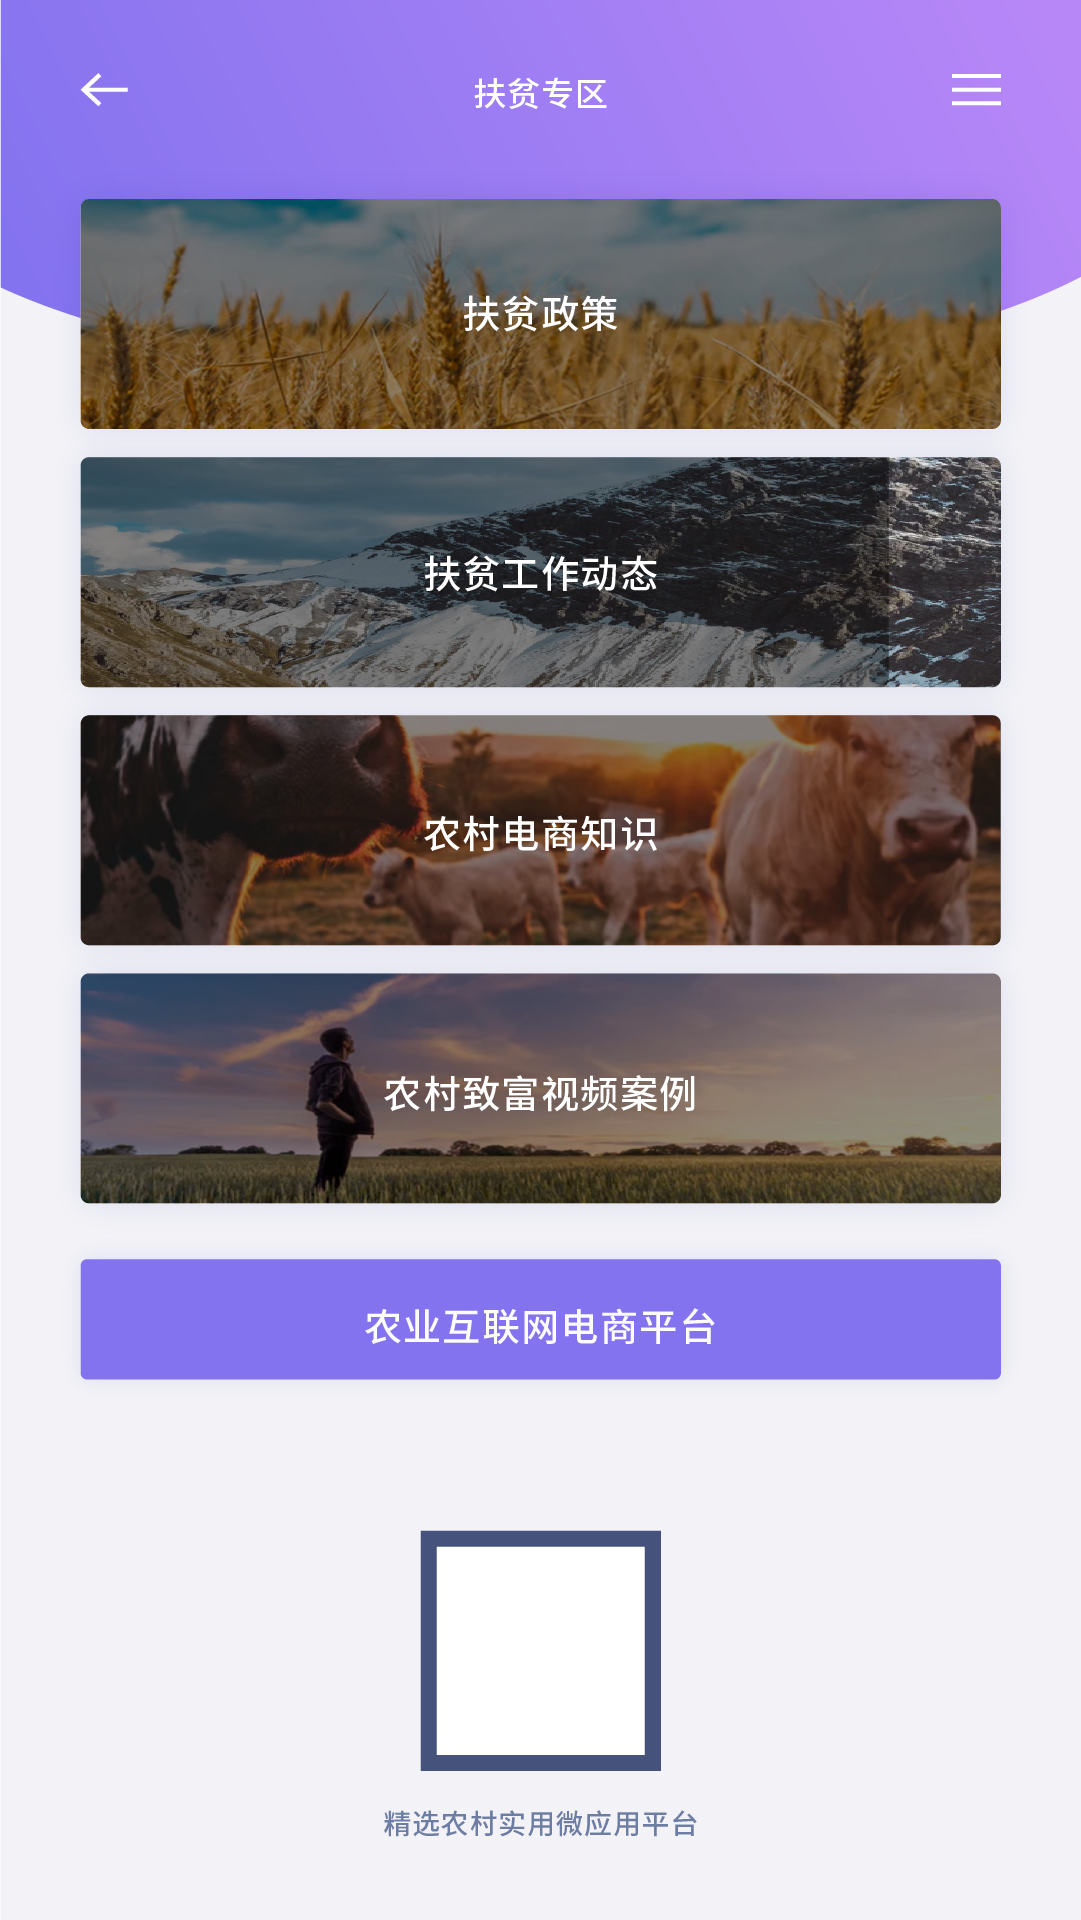 扶贫专区
扶贫政策
扶贫工作动态
农村电商知识
农村致富视频案例
农业互联网电商平台
精选农村实用微应用平台